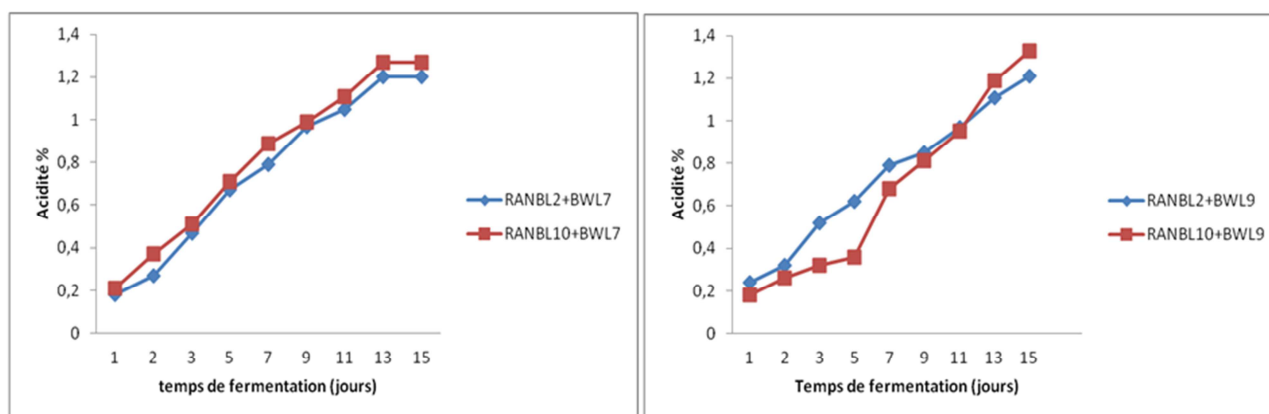 1,4
1,2
1
0,8
0,6
0,4
0,2
0
Acidité %
1 2 3 5 7 9 11 13 15
temps de fermentation (jours)
RANBL2+BWL7
RANBL10+BWL7
1,4
1,2
1
0,8
0,6
0,4
0,2
0
Acidité %
1 2 3 5 7 9 11 13 15
Temps de fermentation (jours)
RANBL2+BWL9
RANBL10+BWL9